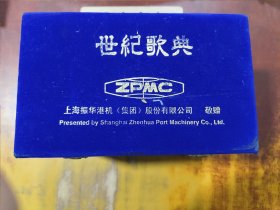 世紀歌典
ZPMC
上海振华港机（集团）股份有限公司 敬赠
Presented by Shanghai Zhenhua Port Machinery Co., Ltd.